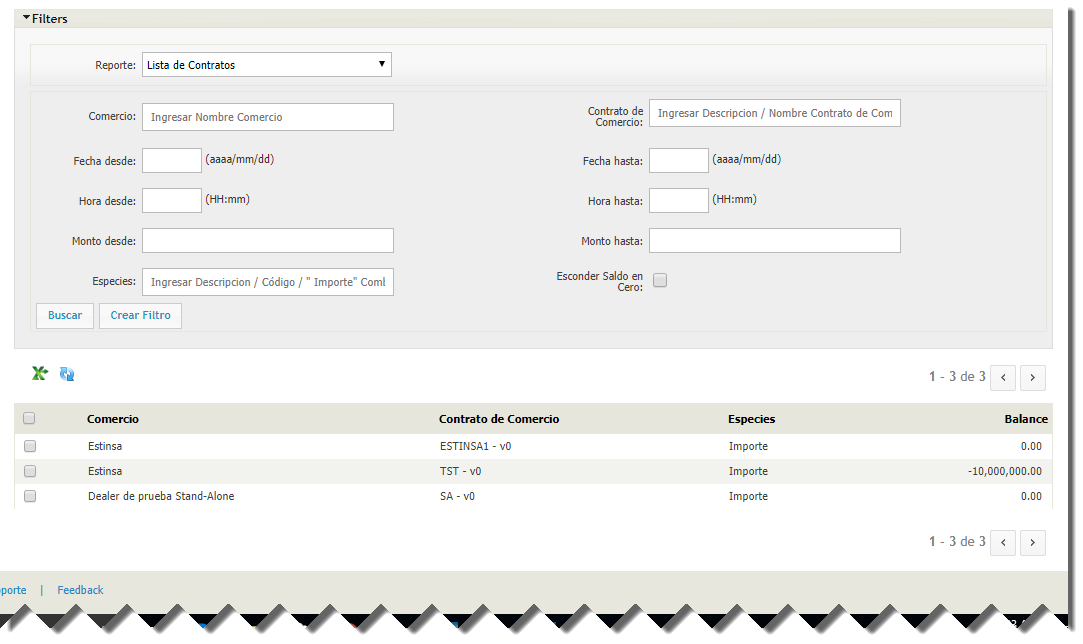 Filters
Reporte: Lista de Contratos
Comercio: Ingresar Nombre Comercio
Contrato de
Comercio: Ingresar Descripcion / Nombre Contrato de Com
Fecha desde: (aaaa/mm/dd)
Fecha hasta: (aaaa/mm/dd)
Hora desde: (HH:mm)
Hora hasta: (HH:mm)
Monto desde:
Monto hasta:
Especies: Ingresar Descripcion / Código / " Importe" Coml
Esconder Saldo en
Cero:
Buscar Crear Filtro
1 - 3 de 3
Comercio Contrato de Comercio Especies Balance
Estinsa ESTINSA1 - v0 Importe 0.00
Estinsa TST - v0 Importe -10,000,000.00
Dealer de prueba Stand-Alone SA - v0 Importe 0.00
1 - 3 de 3
porte | Feedback